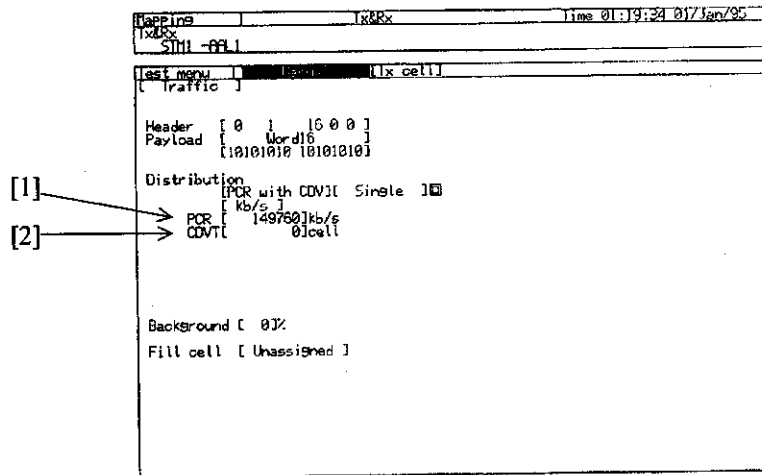 Mapping Tx&Rx Time 01:19:34 01/Jan/95
Tx&Rx
STM1 -AAL1
Test menu [Tx cell]
[ Traffic ]
Header [ 0 1 16 0 0 ]
Payload [ Word16 ]
[10101010 10101010]
Distribution
[PCR with CDV][ Single ]
[ kb/s ]
[1] PCR [ 149760]kb/s
[2] CDVT[ 0]cell
Background [ 0]%
Fill cell [ Unassigned ]